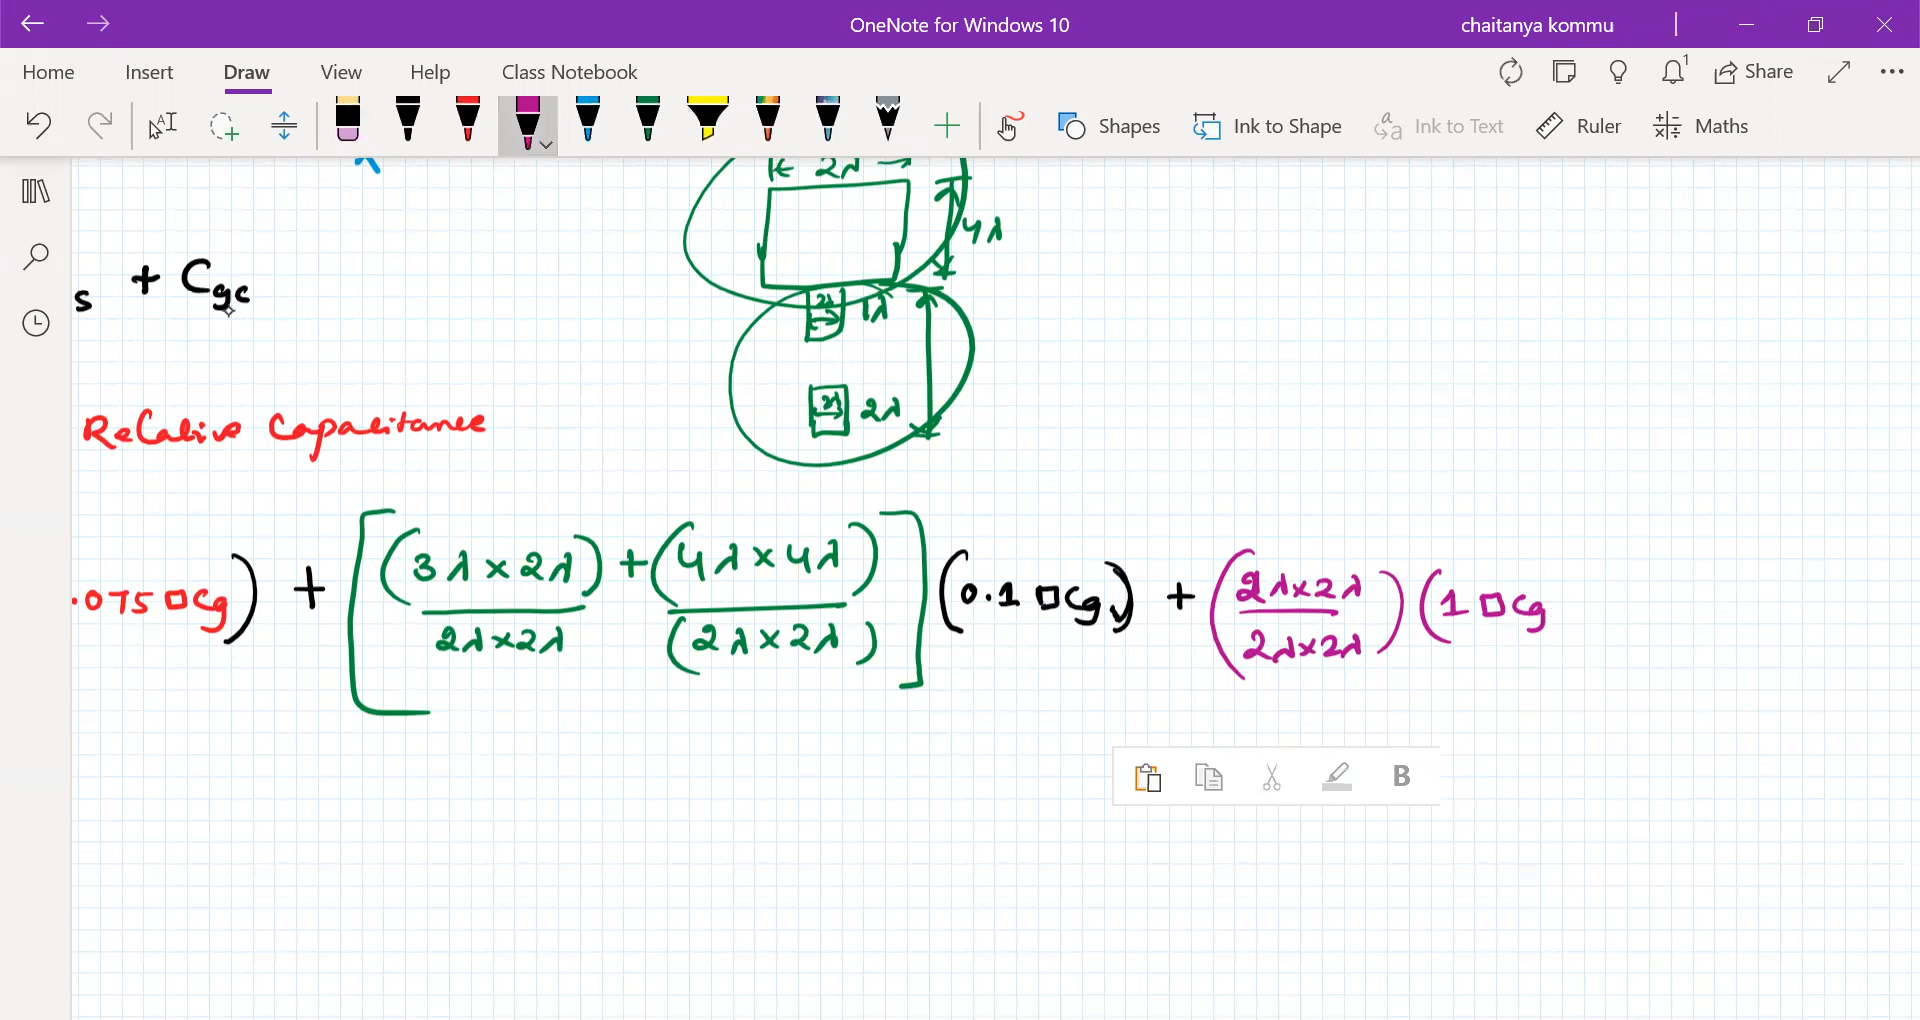 OneNote for Windows 10
chaitanya kommu
Home Insert Draw View Help Class Notebook
1
Share
Shapes Ink to Shape Ink to Text Ruler Maths
2λ
4λ
s + Cgc
2λ 1λ
Relative Capacitance
2λ 2λ
.075 □Cg) + [(3λ×2λ)/2λ×2λ + (4λ×4λ)/(2λ×2λ)] (0.1 □Cg) + (2λ×2λ/2λ×2λ) (1 □Cg
B